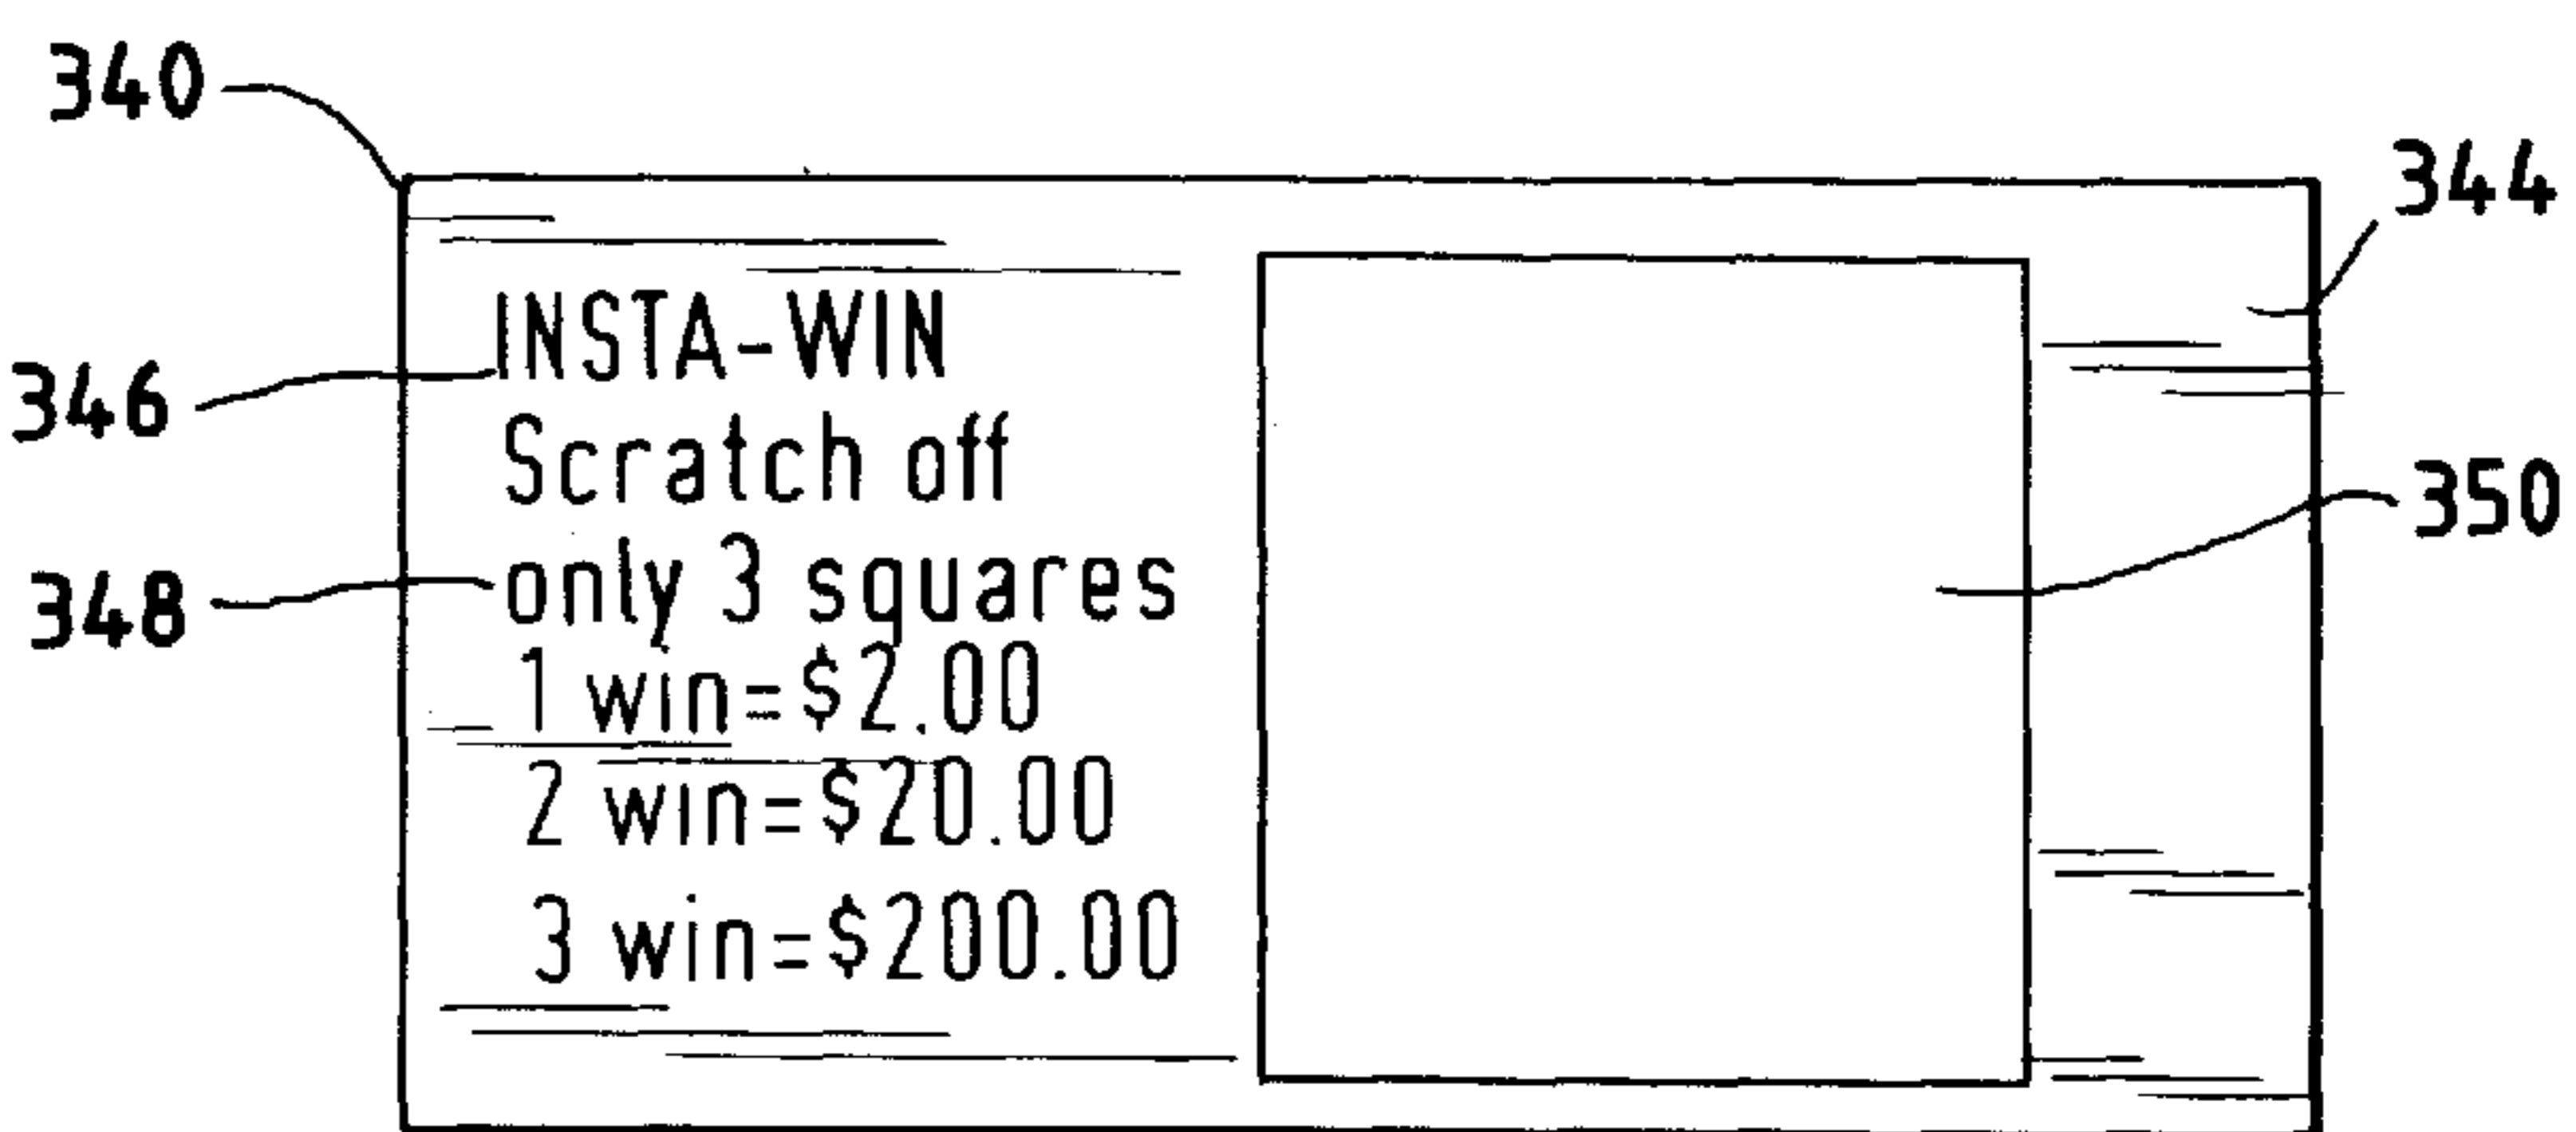 340
344
INSTA-WIN
346
Scratch off
350
only 3 squares
348
1 win=$2.00
2 win=$20.00
3 win=$200.00